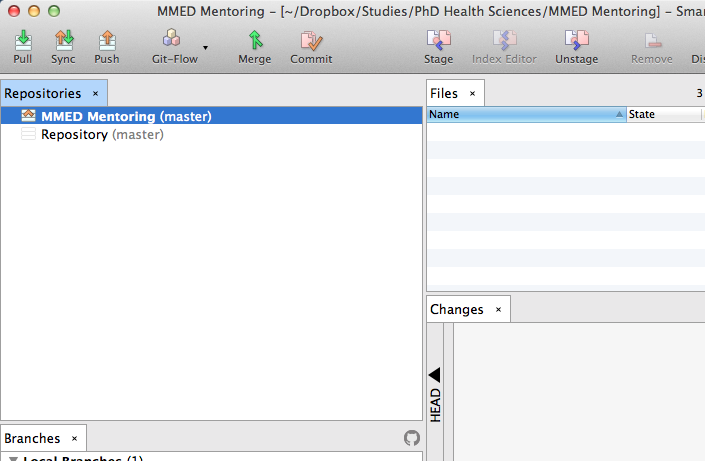 MMED Mentoring – [~/Dropbox/Studies/PhD Health Sciences/MMED Mentoring] – Smar
Pull Sync Push Git-Flow Merge Commit Stage Index Editor Unstage Remove Dis
Repositories ×
MMED Mentoring (master)
Repository (master)
Files × 3
Name State
Changes ×
HEAD
Branches ×
Local Branches (1)